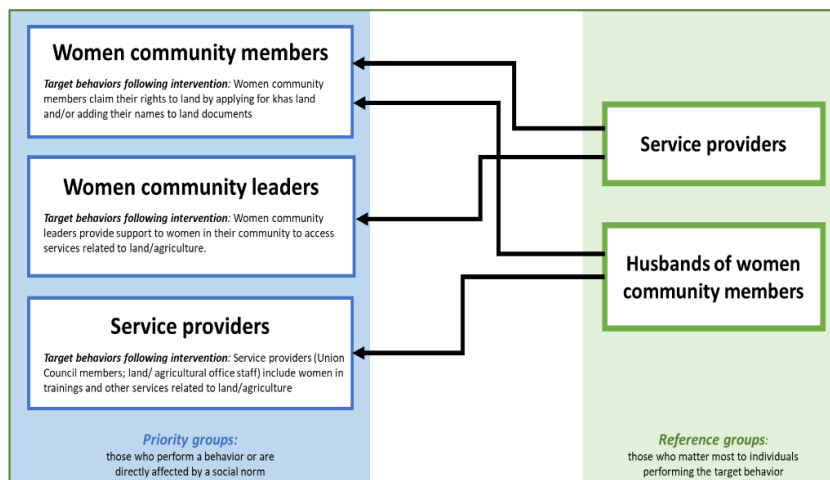 Women community members
Target behaviors following intervention: Women community
members claim their rights to land by applying for khas land
and/or adding their names to land documents
Women community leaders
Target behaviors following intervention: Women community
leaders provide support to women in their community to access
services related to land/agriculture.
Service providers
Target behaviors following intervention: Service providers (Union
Council members; land/ agricultural office staff) include women in
trainings and other services related to land/agriculture
Priority groups:
those who perform a behavior or are
directly affected by a social norm
Service providers
Husbands of women
community members
Reference groups:
those who matter most to individuals
performing the target behavior